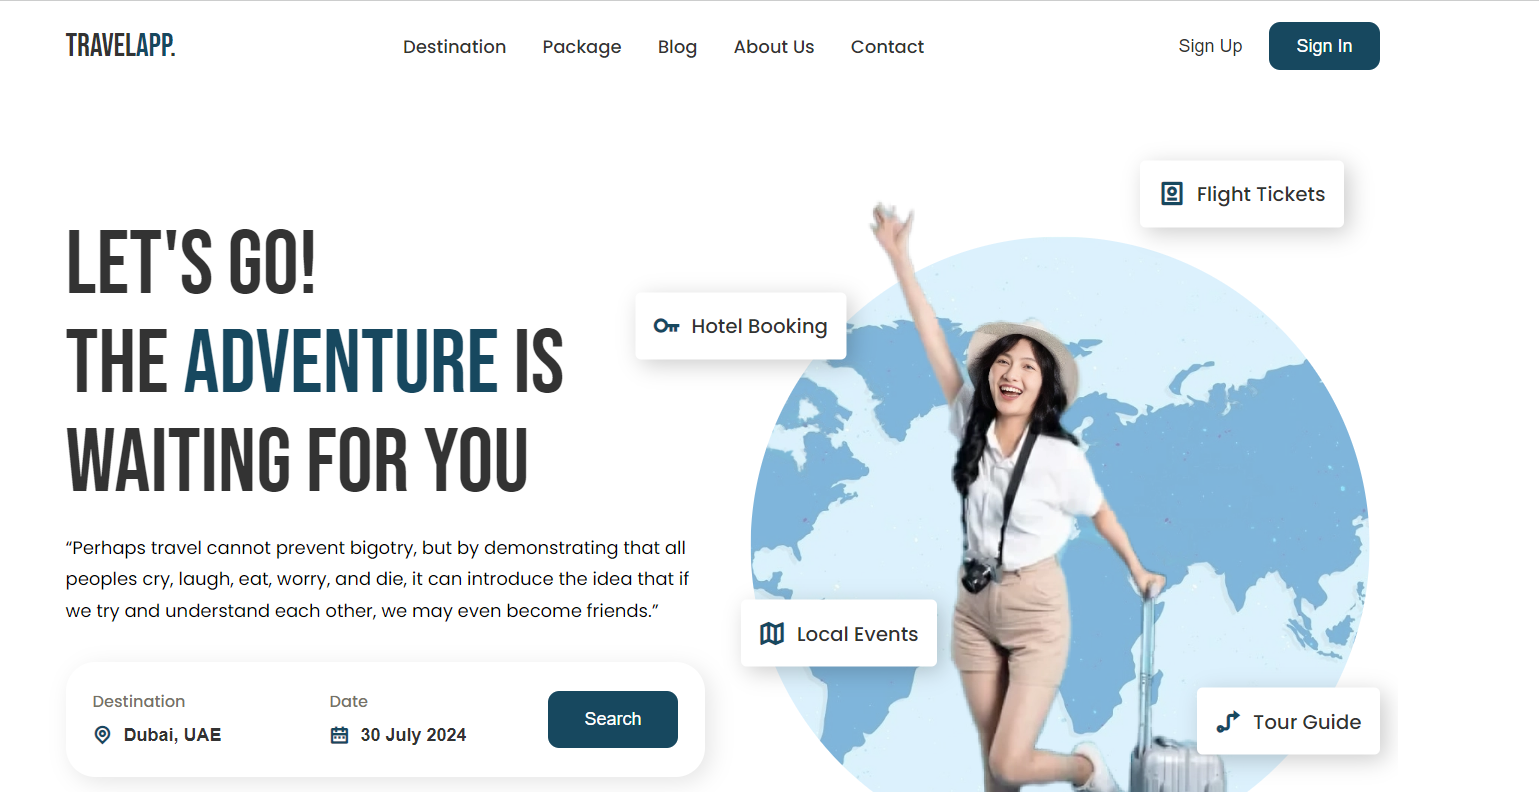 TRAVELAPP.
Destination
Package
Blog
About Us
Contact
Sign Up
Sign In
Flight Tickets
LET'S GO!
Hotel Booking
THE ADVENTURE IS
WAITING FOR YOU
“Perhaps travel cannot prevent bigotry, but by demonstrating that all
peoples cry, laugh, eat, worry, and die, it can introduce the idea that if
we try and understand each other, we may even become friends.”
Local Events
Destination
Dubai, UAE
Date
30 July 2024
Search
Tour Guide